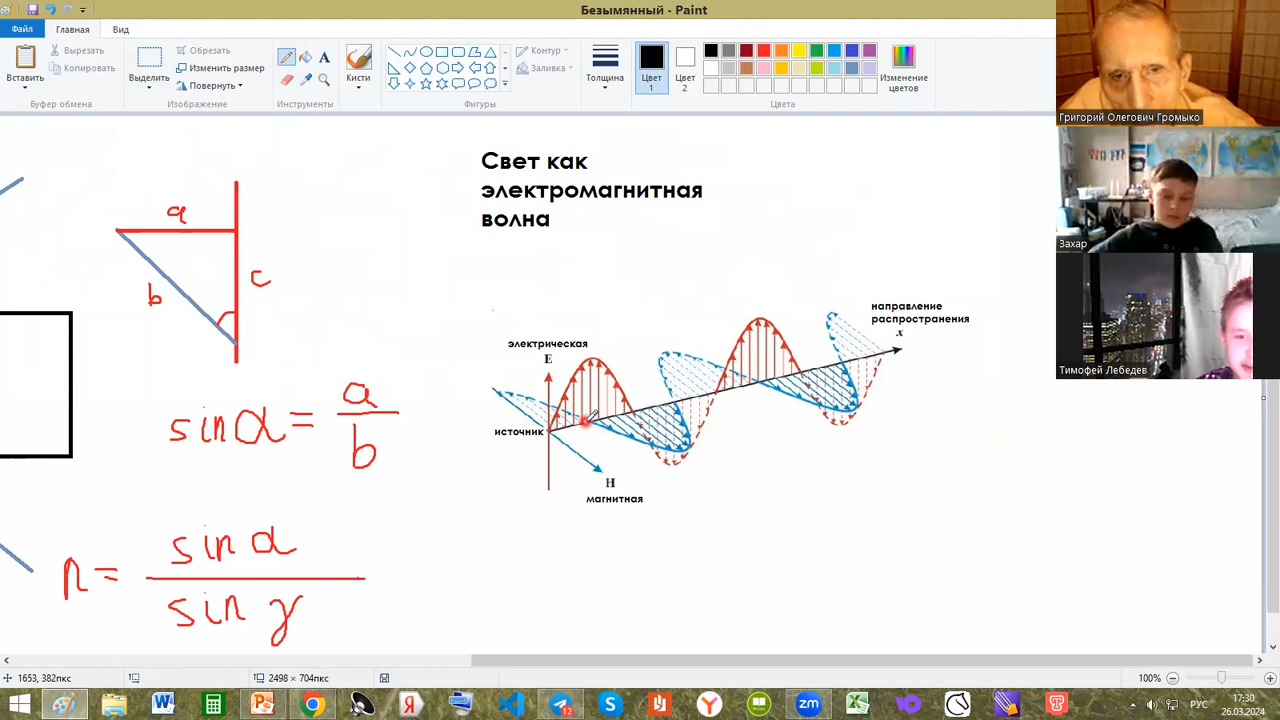 Безымянный - Paint
Файл
Главная
Вид
Вставить
Вырезать
Копировать
Буфер обмена
Выделить
Обрезать
Изменить размер
Повернуть
Изображение
A
Инструменты
Кисти
Контур
Заливка
Фигуры
Толщина
Цвет
1
Цвет
2
Изменение
цветов
Цвета
Григорий Олегович Громыко
Захар
Тимофей Лебедев
a
b
c
sin α = a
b
n = sin α
sin γ
Свет как
электромагнитная
волна
направление
распространения
x
электрическая
E
источник
H
магнитная
1653, 382пкс
2498 × 704пкс
100%
12
РУС
17:30
26.03.2024